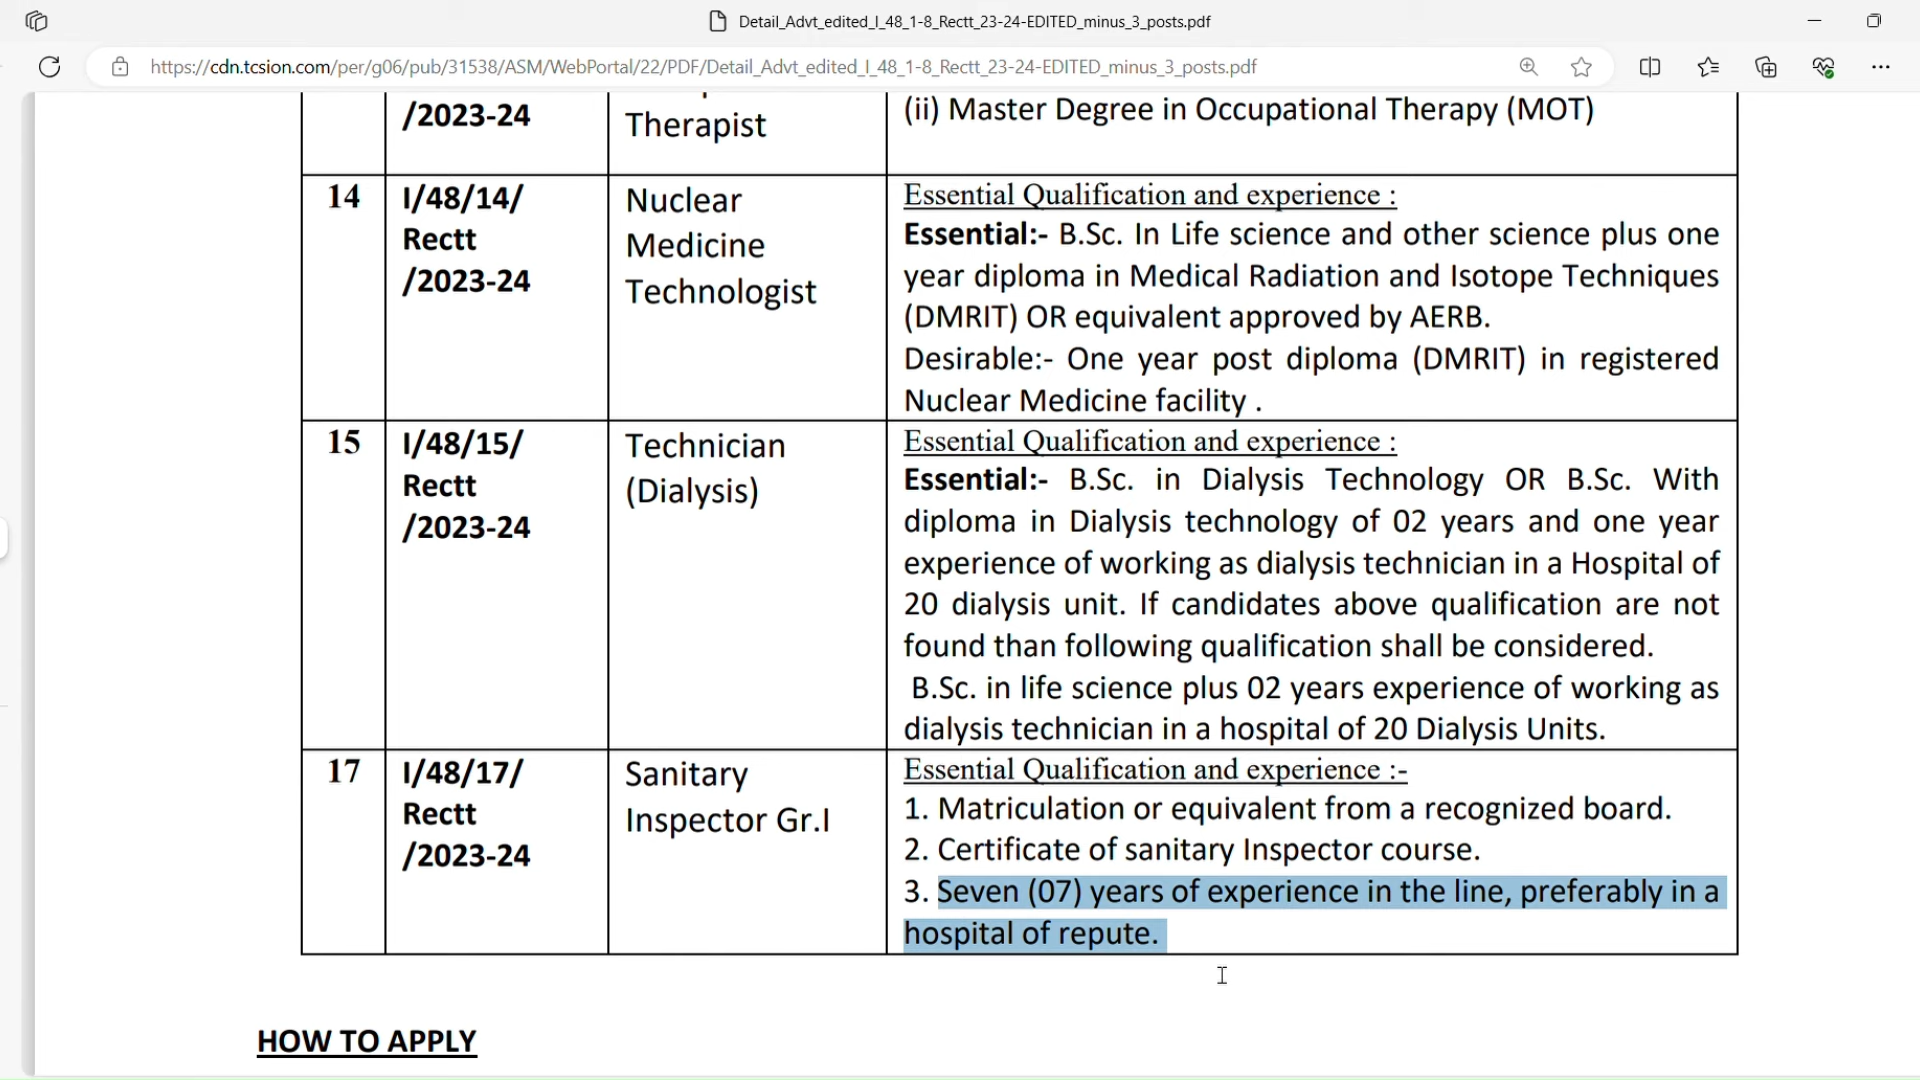 Detail_Advt_edited_I_48_1-8_Rectt_23-24-EDITED_minus_3_posts.pdf
https://cdn.tcsion.com/per/g06/pub/31538/ASM/WebPortal/22/PDF/Detail_Advt_edited_I_48_1-8_Rectt_23-24-EDITED_minus_3_posts.pdf
/2023-24
Therapist
(ii) Master Degree in Occupational Therapy (MOT)
14
I/48/14/
Rectt
/2023-24
Nuclear
Medicine
Technologist
Essential Qualification and experience :
Essential:- B.Sc. In Life science and other science plus one
year diploma in Medical Radiation and Isotope Techniques
(DMRIT) OR equivalent approved by AERB.
Desirable:- One year post diploma (DMRIT) in registered
Nuclear Medicine facility .
15
I/48/15/
Rectt
/2023-24
Technician
(Dialysis)
Essential Qualification and experience :
Essential:- B.Sc. in Dialysis Technology OR B.Sc. With
diploma in Dialysis technology of 02 years and one year
experience of working as dialysis technician in a Hospital of
20 dialysis unit. If candidates above qualification are not
found than following qualification shall be considered.
B.Sc. in life science plus 02 years experience of working as
dialysis technician in a hospital of 20 Dialysis Units.
17
I/48/17/
Rectt
/2023-24
Sanitary
Inspector Gr.I
Essential Qualification and experience :-
1. Matriculation or equivalent from a recognized board.
2. Certificate of sanitary Inspector course.
3. Seven (07) years of experience in the line, preferably in a
hospital of repute.
HOW TO APPLY